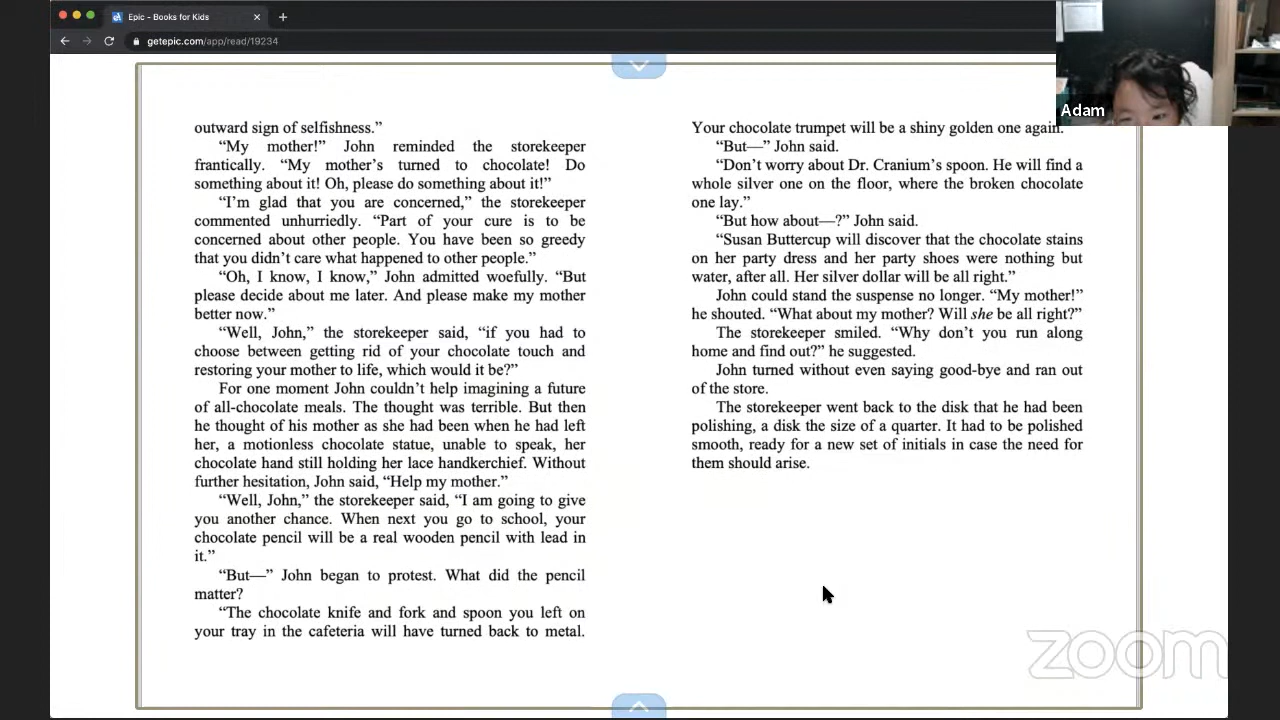 Epic - Books for Kids
getepic.com/app/read/19234
Adam
outward sign of selfishness.”
“My mother!” John reminded the storekeeper
frantically. “My mother’s turned to chocolate! Do
something about it! Oh, please do something about it!”
“I’m glad that you are concerned,” the storekeeper
commented unhurriedly. “Part of your cure is to be
concerned about other people. You have been so greedy
that you didn’t care what happened to other people.”
“Oh, I know, I know,” John admitted woefully. “But
please decide about me later. And please make my mother
better now.”
“Well, John,” the storekeeper said, “if you had to
choose between getting rid of your chocolate touch and
restoring your mother to life, which would it be?”
For one moment John couldn’t help imagining a future
of all-chocolate meals. The thought was terrible. But then
he thought of his mother as she had been when he had left
her, a motionless chocolate statue, unable to speak, her
chocolate hand still holding her lace handkerchief. Without
further hesitation, John said, “Help my mother.”
“Well, John,” the storekeeper said, “I am going to give
you another chance. When next you go to school, your
chocolate pencil will be a real wooden pencil with lead in
it.”
“But—” John began to protest. What did the pencil
matter?
“The chocolate knife and fork and spoon you left on
your tray in the cafeteria will have turned back to metal.
Your chocolate trumpet will be a shiny golden one again.
“But—” John said.
“Don’t worry about Dr. Cranium’s spoon. He will find a
whole silver one on the floor, where the broken chocolate
one lay.”
“But how about—?” John said.
“Susan Buttercup will discover that the chocolate stains
on her party dress and her party shoes were nothing but
water, after all. Her silver dollar will be all right.”
John could stand the suspense no longer. “My mother!”
he shouted. “What about my mother? Will she be all right?”
The storekeeper smiled. “Why don’t you run along
home and find out?” he suggested.
John turned without even saying good-bye and ran out
of the store.
The storekeeper went back to the disk that he had been
polishing, a disk the size of a quarter. It had to be polished
smooth, ready for a new set of initials in case the need for
them should arise.
zoom